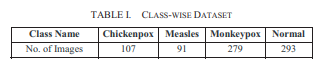 TABLE I. CLASS-WISE DATASET
Class Name Chickenpox Measles Monkeypox Normal
No. of Images 107 91 279 293